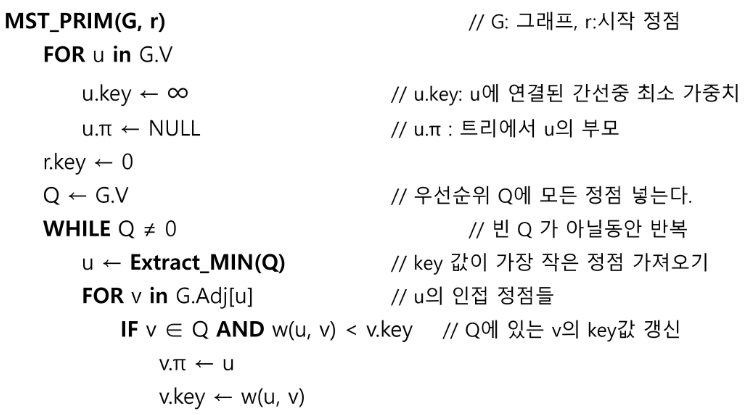 MST_PRIM(G, r) // G: 그래프, r:시작 정점
FOR u in G.V
u.key ← ∞ // u.key: u에 연결된 간선중 최소 가중치
u.π ← NULL // u.π : 트리에서 u의 부모
r.key ← 0
Q ← G.V // 우선순위 Q에 모든 정점 넣는다.
WHILE Q ≠ 0 // 빈 Q 가 아닐동안 반복
u ← Extract_MIN(Q) // key 값이 가장 작은 정점 가져오기
FOR v in G.Adj[u] // u의 인접 정점들
IF v ∈ Q AND w(u, v) < v.key // Q에 있는 v의 key값 갱신
v.π ← u
v.key ← w(u, v)